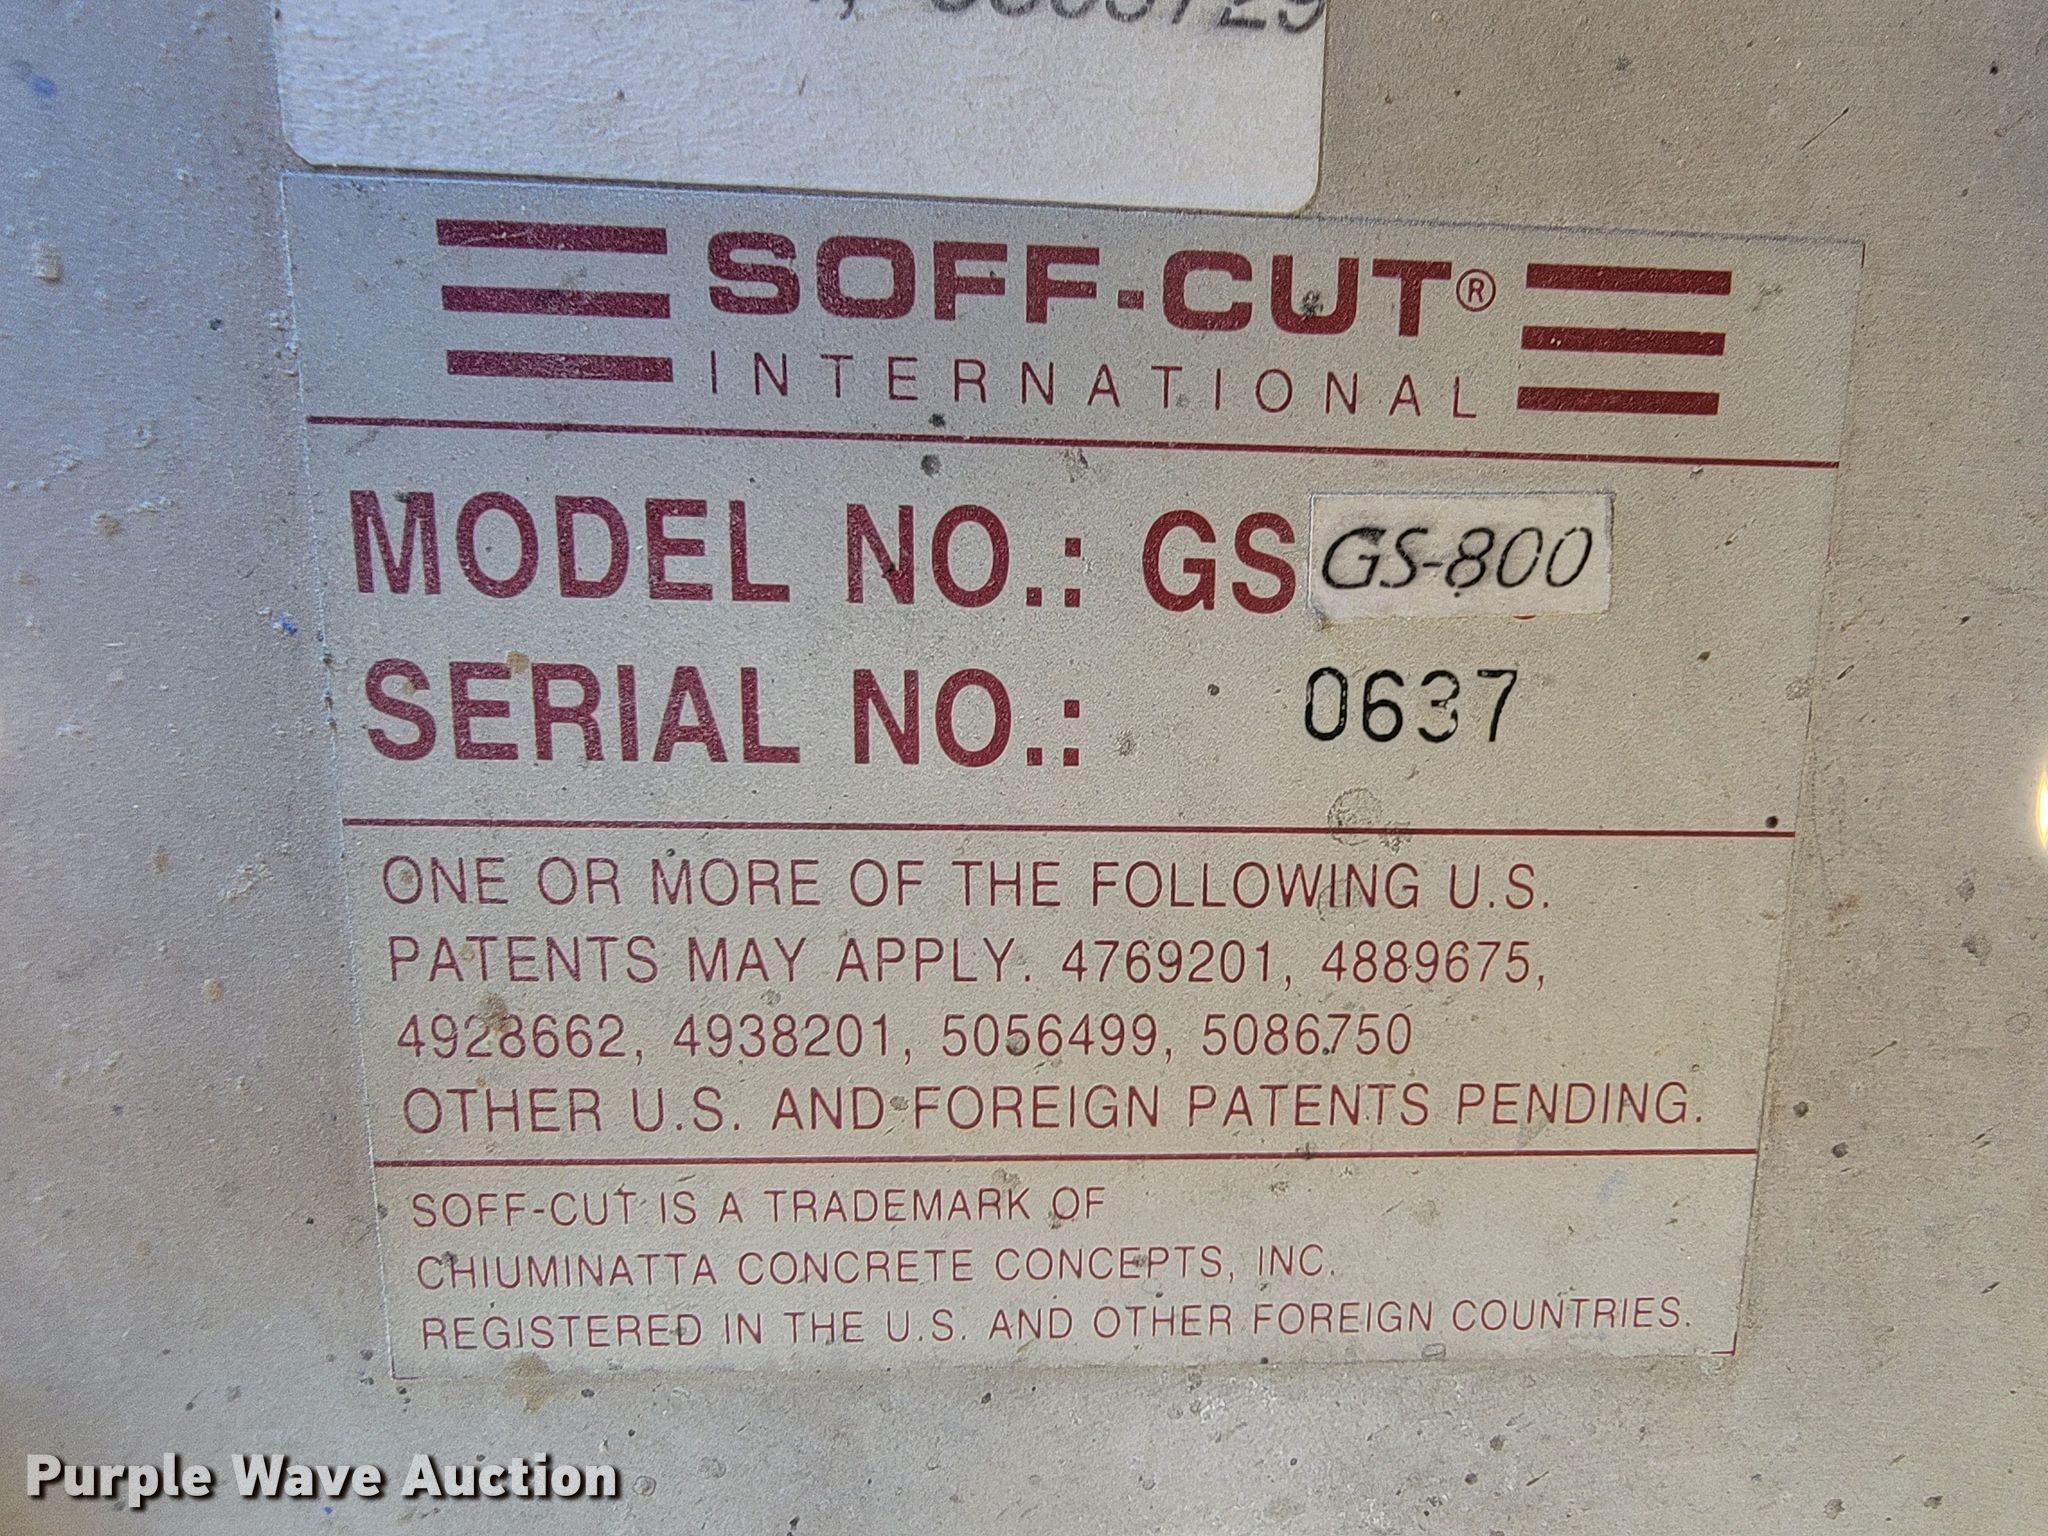 SOFF-CUT®
INTERNATIONAL
MODEL NO.: GS GS-800
SERIAL NO.: 0637
ONE OR MORE OF THE FOLLOWING U.S.
PATENTS MAY APPLY. 4769201, 4889675,
4928662, 4938201, 5056499, 5086750
OTHER U.S. AND FOREIGN PATENTS PENDING.
SOFF-CUT IS A TRADEMARK OF
CHIUMINATTA CONCRETE CONCEPTS, INC.
REGISTERED IN THE U.S. AND OTHER FOREIGN COUNTRIES.
Purple Wave Auction